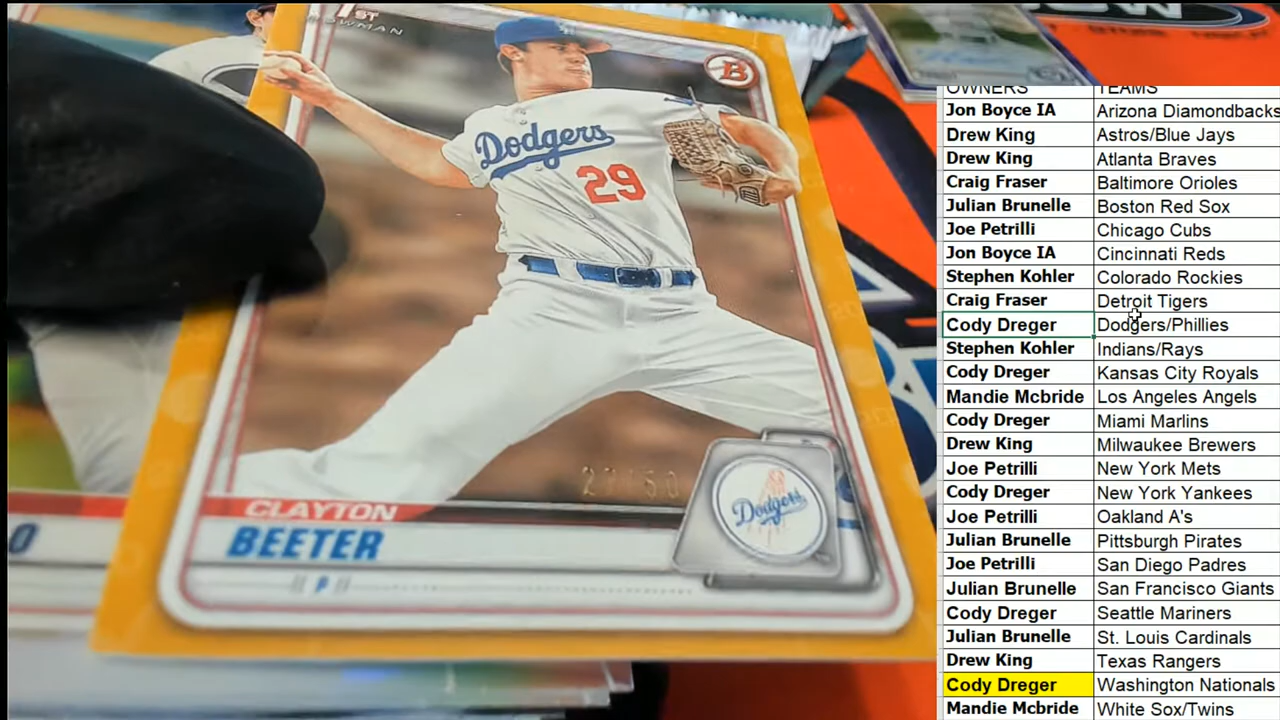 1ST
BOWMAN
B
Dodgers
29
27/50
CLAYTON
BEETER
P
Dodgers
OWNERS TEAMS
Jon Boyce IA Arizona Diamondbacks
Drew King Astros/Blue Jays
Drew King Atlanta Braves
Craig Fraser Baltimore Orioles
Julian Brunelle Boston Red Sox
Joe Petrilli Chicago Cubs
Jon Boyce IA Cincinnati Reds
Stephen Kohler Colorado Rockies
Craig Fraser Detroit Tigers
Cody Dreger Dodgers/Phillies
Stephen Kohler Indians/Rays
Cody Dreger Kansas City Royals
Mandie Mcbride Los Angeles Angels
Cody Dreger Miami Marlins
Drew King Milwaukee Brewers
Joe Petrilli New York Mets
Cody Dreger New York Yankees
Joe Petrilli Oakland A's
Julian Brunelle Pittsburgh Pirates
Joe Petrilli San Diego Padres
Julian Brunelle San Francisco Giants
Cody Dreger Seattle Mariners
Julian Brunelle St. Louis Cardinals
Drew King Texas Rangers
Cody Dreger Washington Nationals
Mandie Mcbride White Sox/Twins